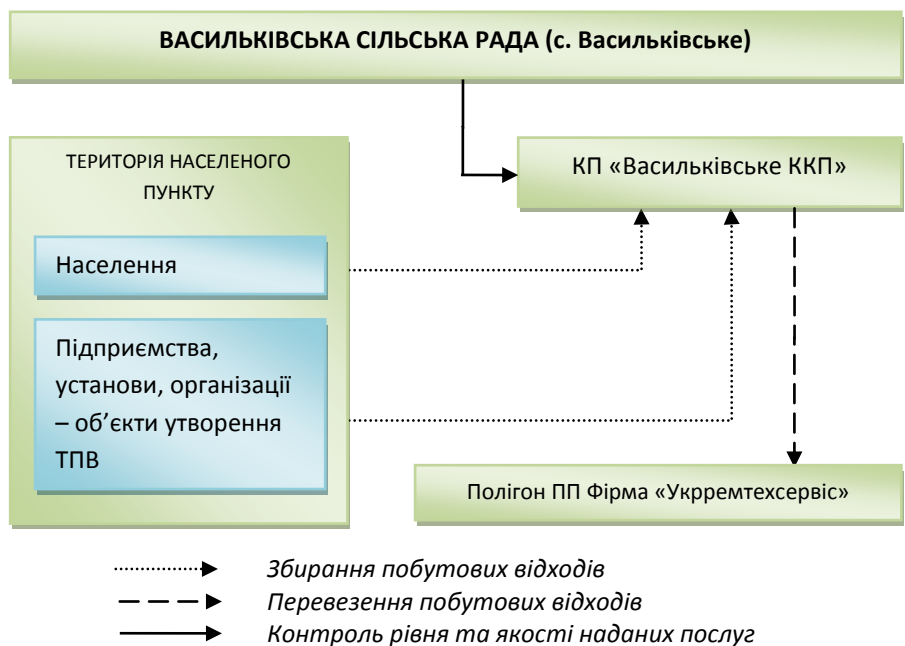 ВАСИЛЬКІВСЬКА СІЛЬСЬКА РАДА (с. Васильківське)
ТЕРИТОРІЯ НАСЕЛЕНОГО
ПУНКТУ
КП «Васильківське ККП»
Населення
Підприємства,
установи, організації
– об’єкти утворення
ТПВ
Полігон ПП Фірма «Укрремтехсервіс»
Збирання побутових відходів
Перевезення побутових відходів
Контроль рівня та якості наданих послуг